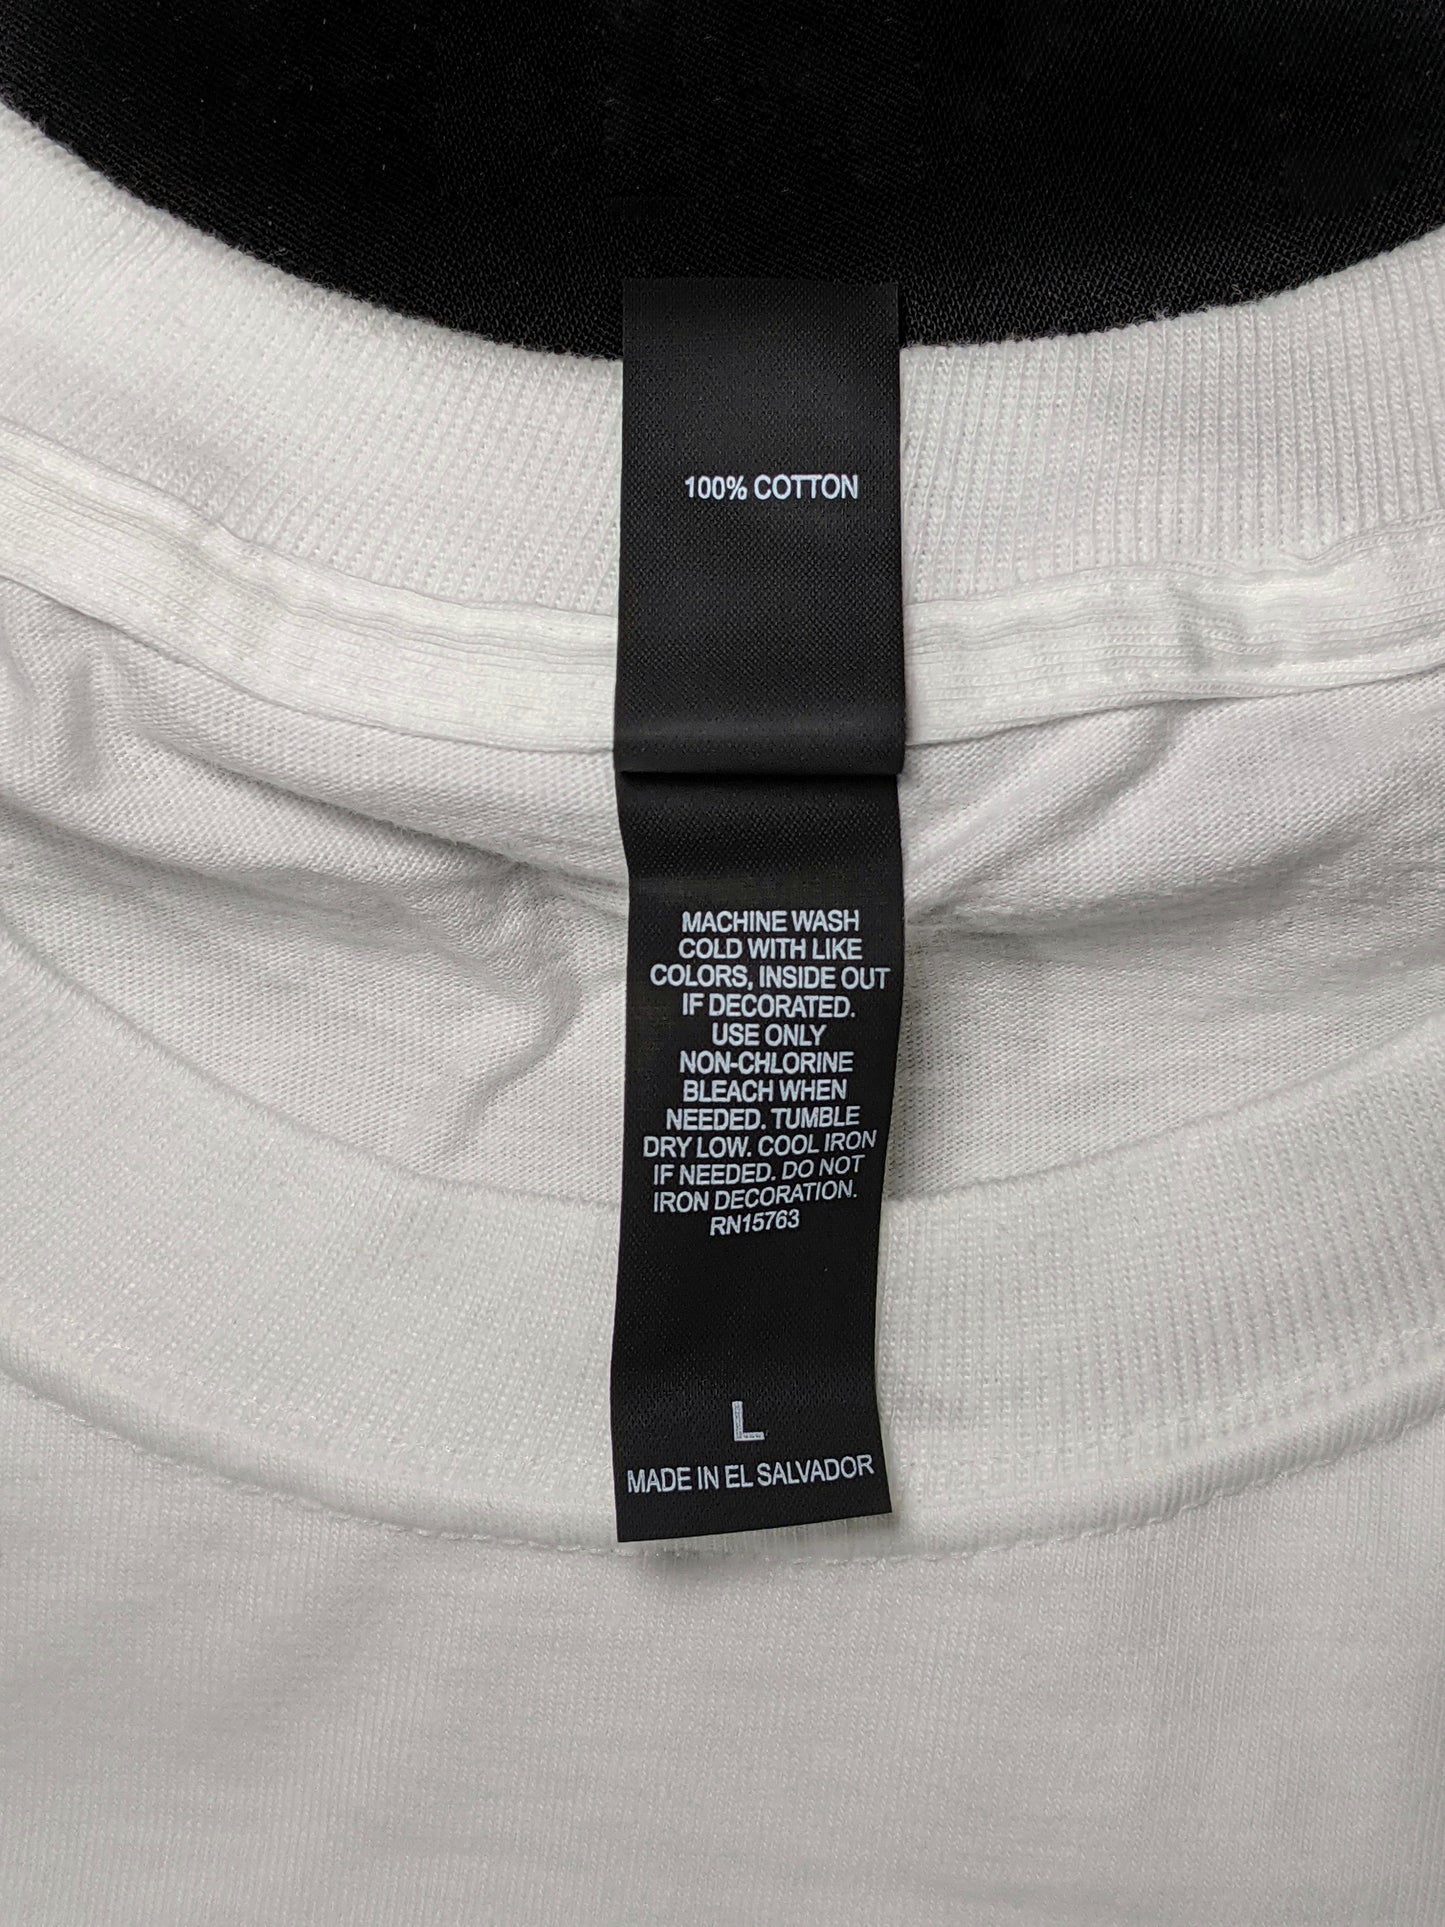 100% COTTON
MACHINE WASH
COLD WITH LIKE
COLORS, INSIDE OUT
IF DECORATED.
USE ONLY
NON-CHLORINE
BLEACH WHEN
NEEDED. TUMBLE
DRY LOW. COOL IRON
IF NEEDED. DO NOT
IRON DECORATION.
RN15763
L
MADE IN EL SALVADOR